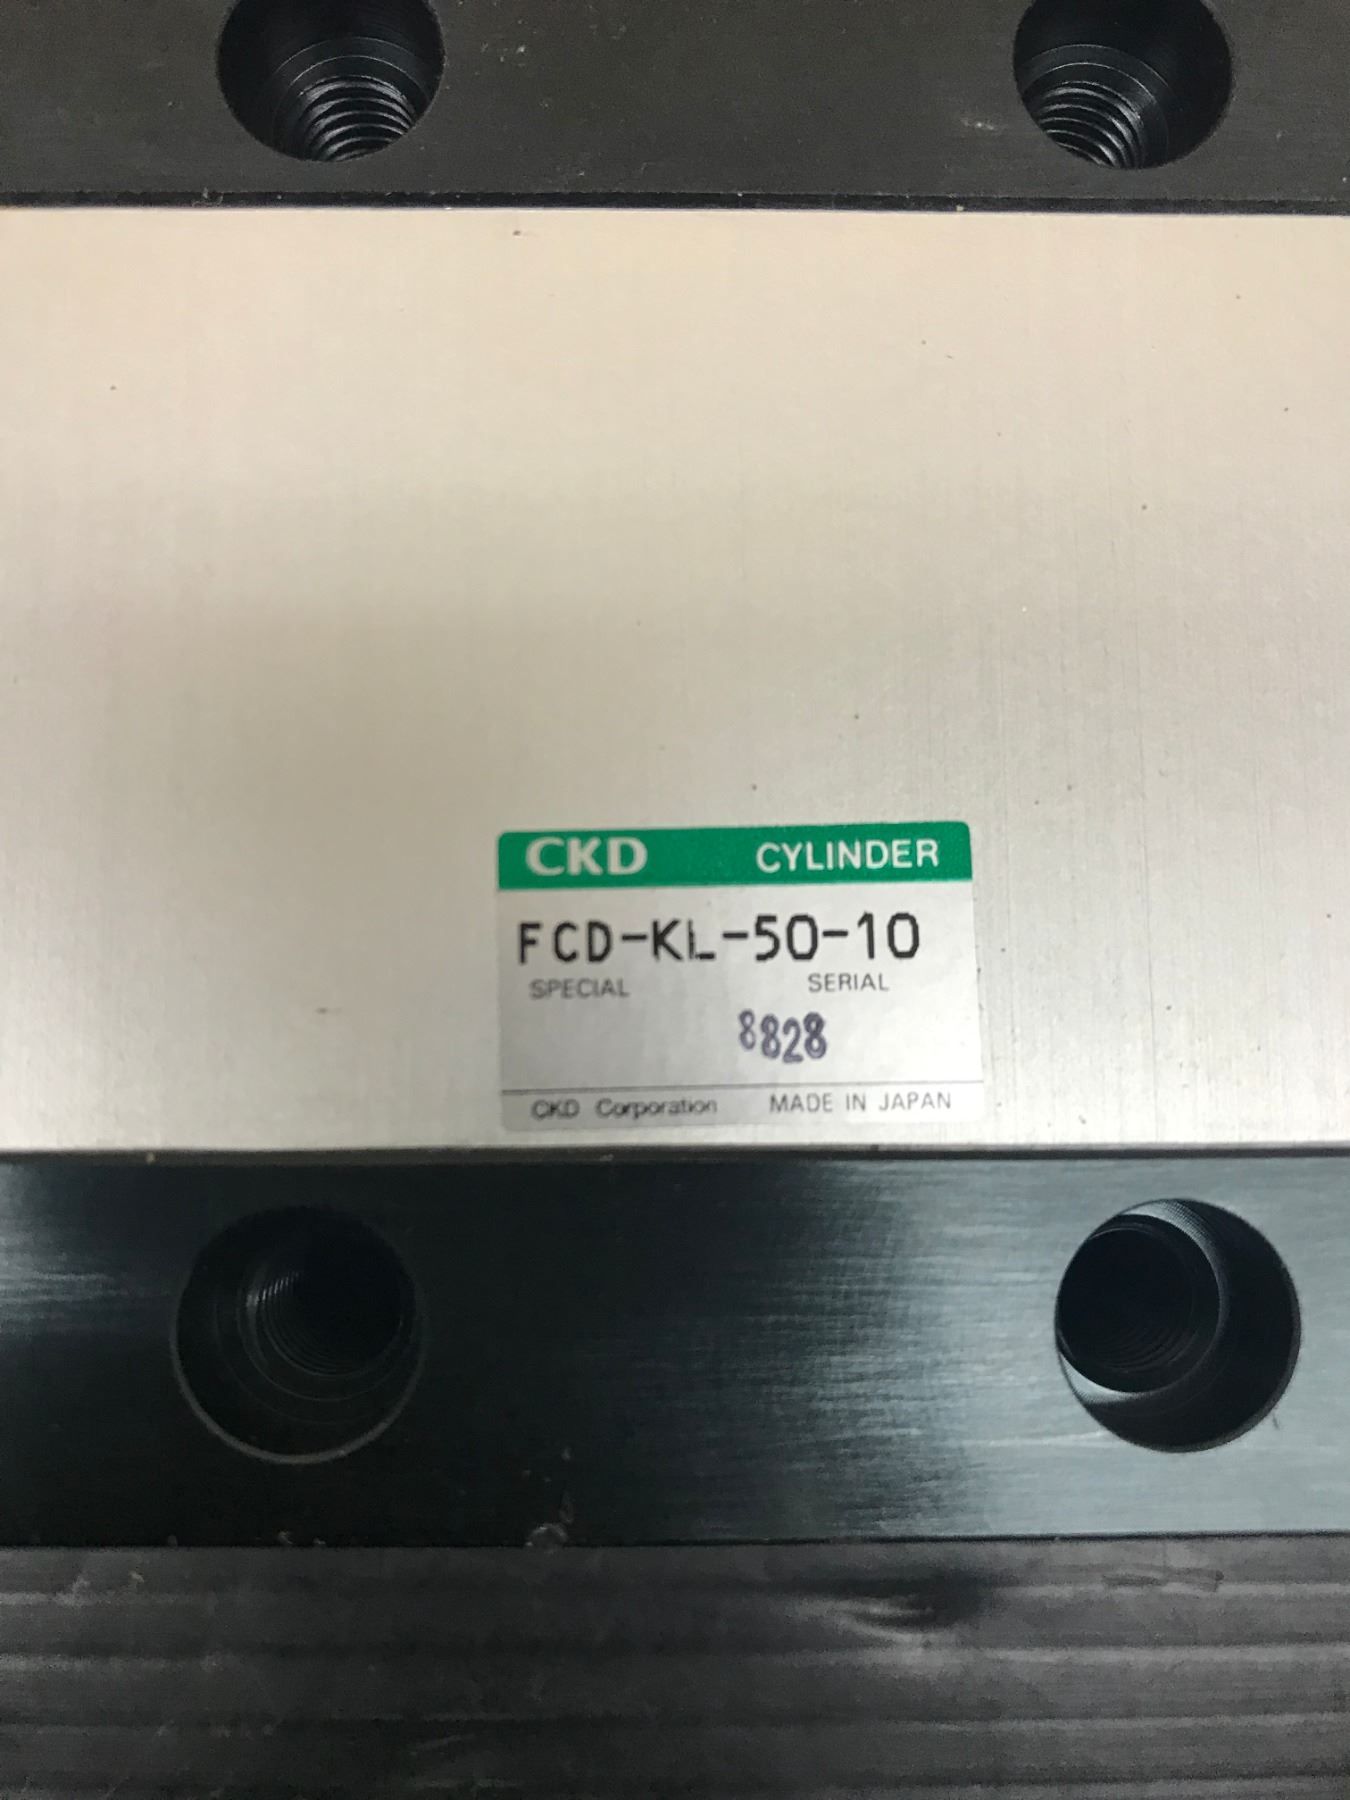 CKD CYLINDER
FCD-KL-50-10
SPECIAL SERIAL
8828
CKD Corporation MADE IN JAPAN